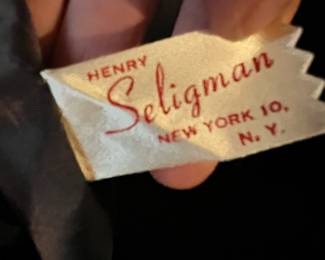 HENRY
Seligman
NEW YORK 10,
N. Y.